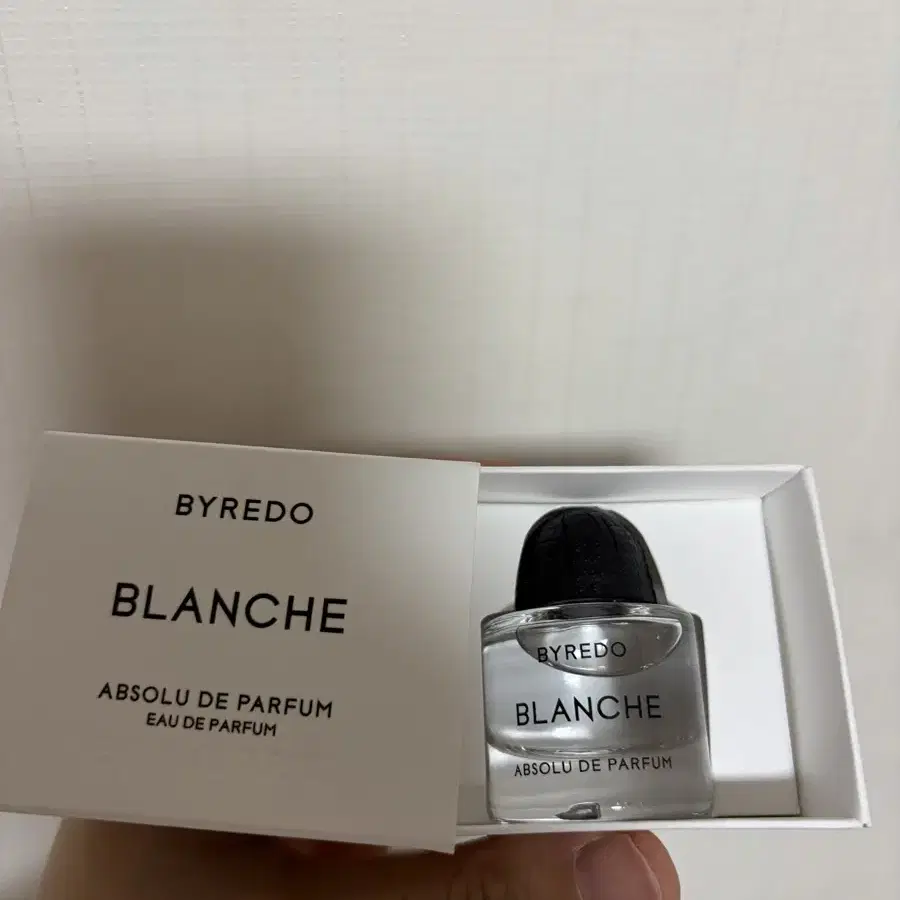 BYREDO
BLANCHE
ABSOLU DE PARFUM
EAU DE PARFUM
BYREDO
BLANCHE
ABSOLU DE PARFUM